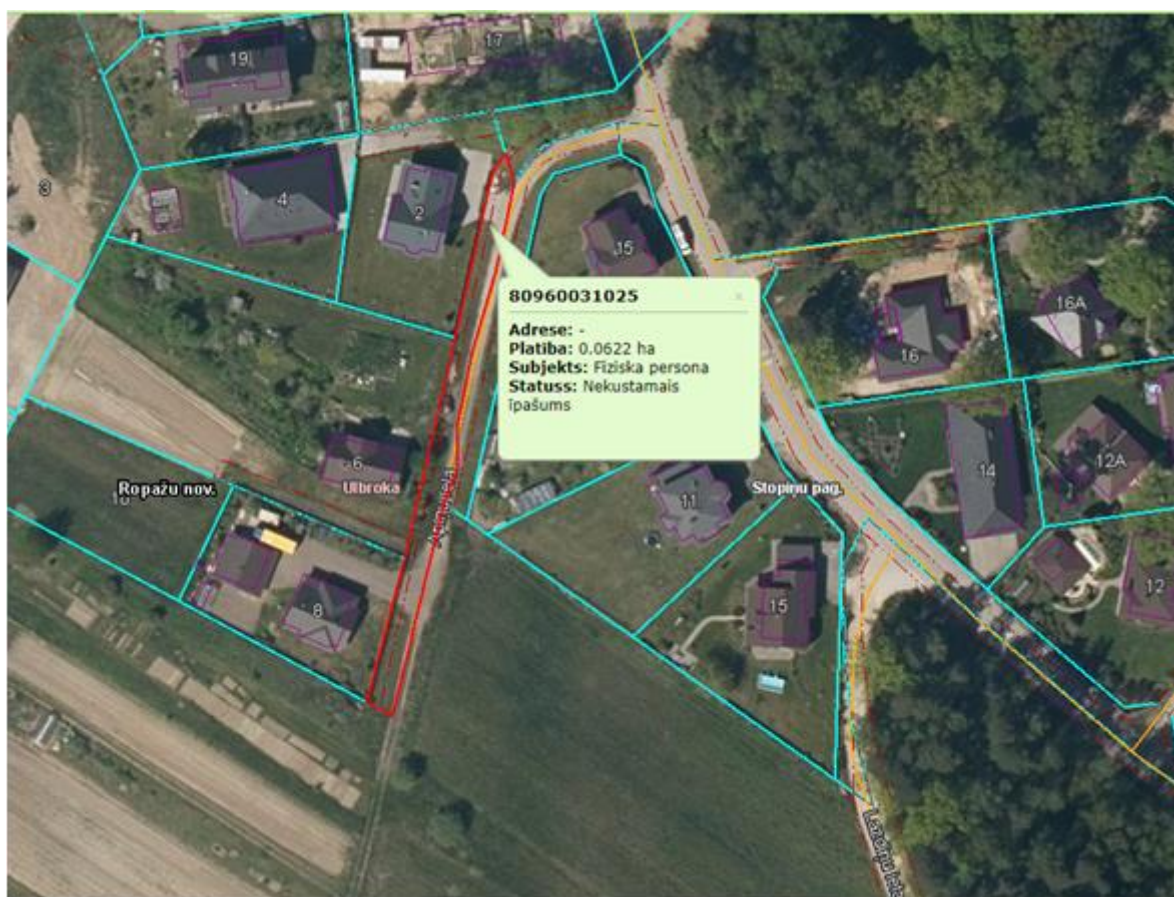 19
17
3
4
2
15
80960031025
Adrese: -
Platība: 0.0622 ha
Subjekts: Fiziska persona
Statuss: Nekustamais
īpašums
16
16A
6
Ropažu nov.
Ulbroka
11
Stopiņu pag.
14
12A
8
15
12